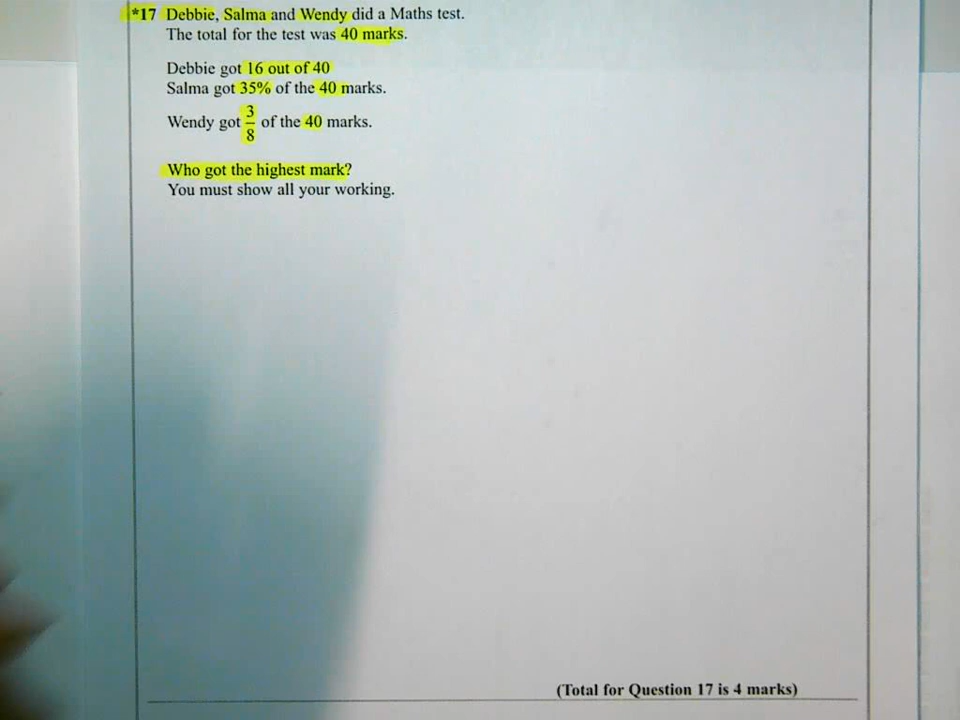 *17 Debbie, Salma and Wendy did a Maths test.
The total for the test was 40 marks.
Debbie got 16 out of 40
Salma got 35% of the 40 marks.
Wendy got 3/8 of the 40 marks.
Who got the highest mark?
You must show all your working.
(Total for Question 17 is 4 marks)